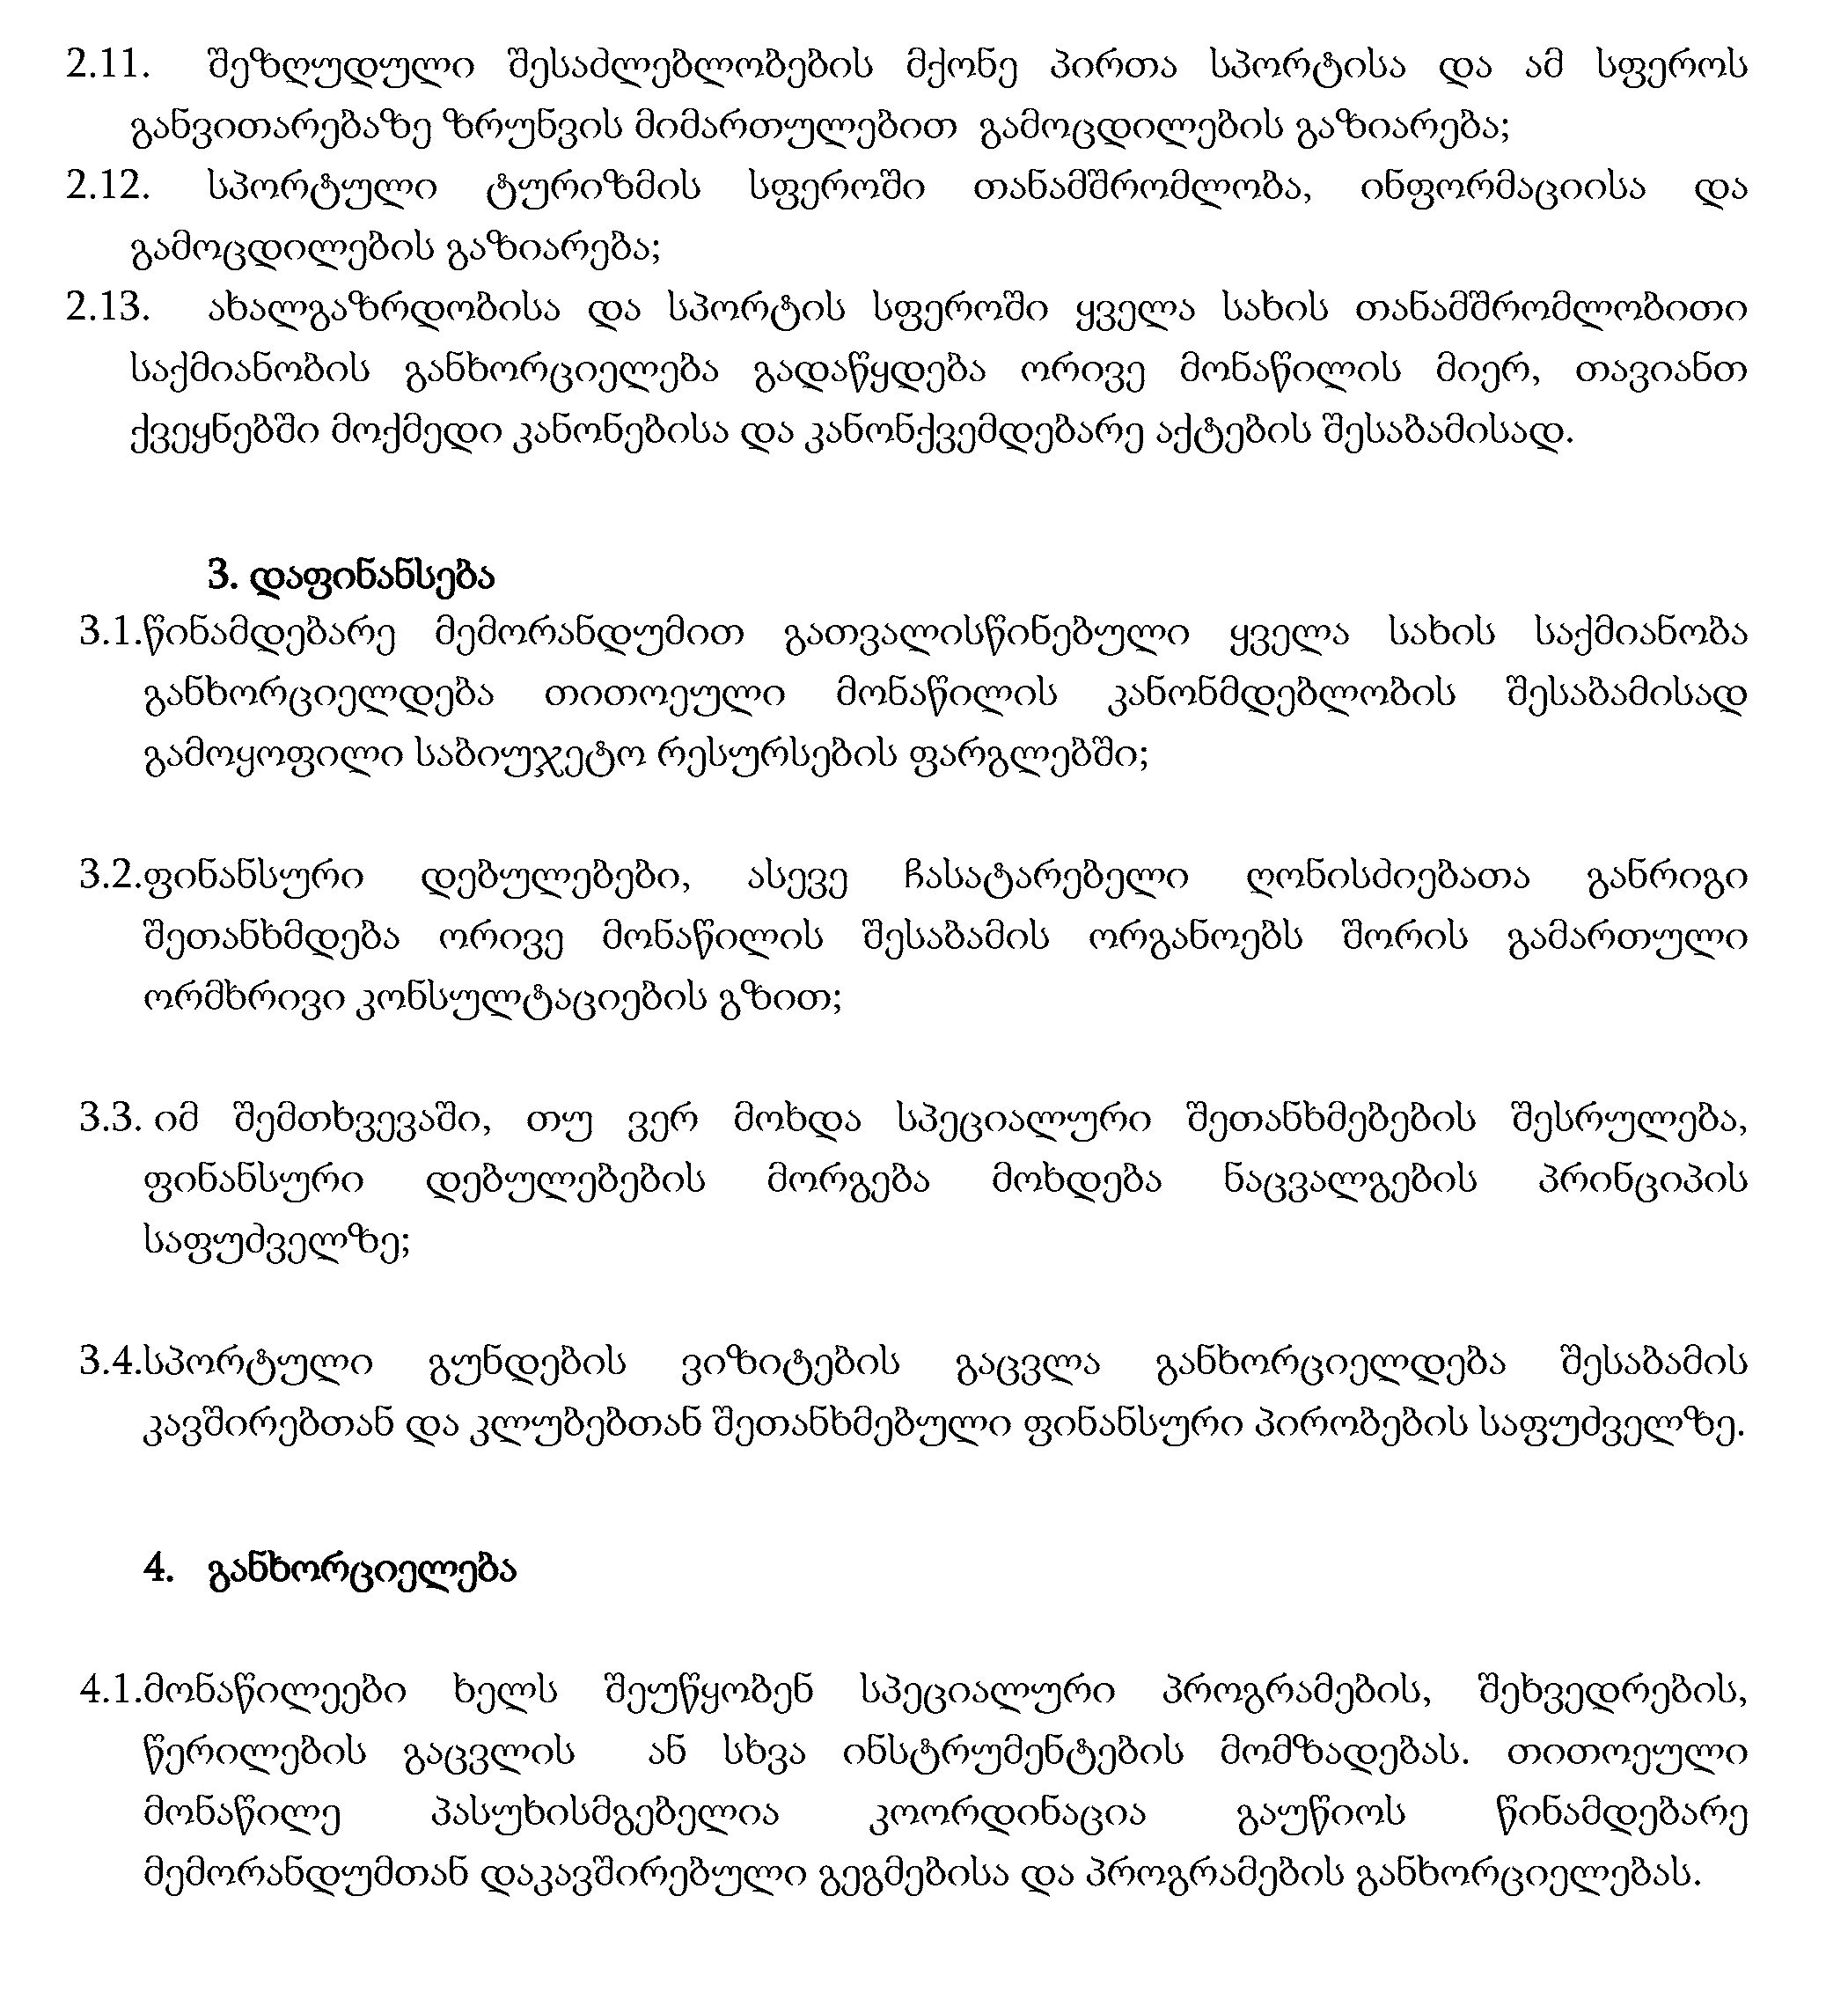 2.11. შეზღუდული შესაძლებლობების მქონე პირთა სპორტისა და ამ სფეროს
განვითარებაზე ზრუნვის მიმართულებით გამოცდილების გაზიარება;
2.12. სპორტული ტურიზმის სფეროში თანამშრომლობა, ინფორმაციისა და
გამოცდილების გაზიარება;
2.13. ახალგაზრდობისა და სპორტის სფეროში ყველა სახის თანამშრომლობითი
საქმიანობის განხორციელება გადაწყდება ორივე მონაწილის მიერ, თავიანთ
ქვეყნებში მოქმედი კანონებისა და კანონქვემდებარე აქტების შესაბამისად.
3. დაფინანსება
3.1.წინამდებარე მემორანდუმით გათვალისწინებული ყველა სახის საქმიანობა
განხორციელდება თითოეული მონაწილის კანონმდებლობის შესაბამისად
გამოყოფილი საბიუჯეტო რესურსების ფარგლებში;
3.2.ფინანსური დებულებები, ასევე ჩასატარებელი ღონისძიებათა განრიგი
შეთანხმდება ორივე მონაწილის შესაბამის ორგანოებს შორის გამართული
ორმხრივი კონსულტაციების გზით;
3.3. იმ შემთხვევაში, თუ ვერ მოხდა სპეციალური შეთანხმებების შესრულება,
ფინანსური დებულებების მორგება მოხდება ნაცვალგების პრინციპის
საფუძველზე;
3.4.სპორტული გუნდების ვიზიტების გაცვლა განხორციელდება შესაბამის
კავშირებთან და კლუბებთან შეთანხმებული ფინანსური პირობების საფუძველზე.
4. განხორციელება
4.1.მონაწილეები ხელს შეუწყობენ სპეციალური პროგრამების, შეხვედრების,
წერილების გაცვლის ან სხვა ინსტრუმენტების მომზადებას. თითოეული
მონაწილე პასუხისმგებელია კოორდინაცია გაუწიოს წინამდებარე
მემორანდუმთან დაკავშირებული გეგმებისა და პროგრამების განხორციელებას.